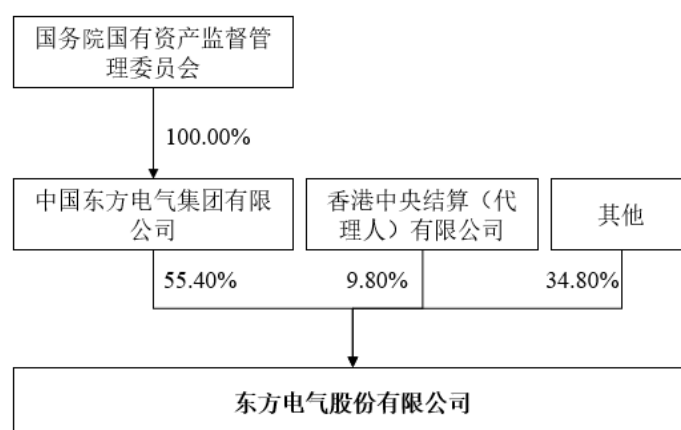 国务院国有资产监督管
理委员会
100.00%
中国东方电气集团有限
公司
香港中央结算（代
理人）有限公司
其他
55.40%
9.80%
34.80%
东方电气股份有限公司